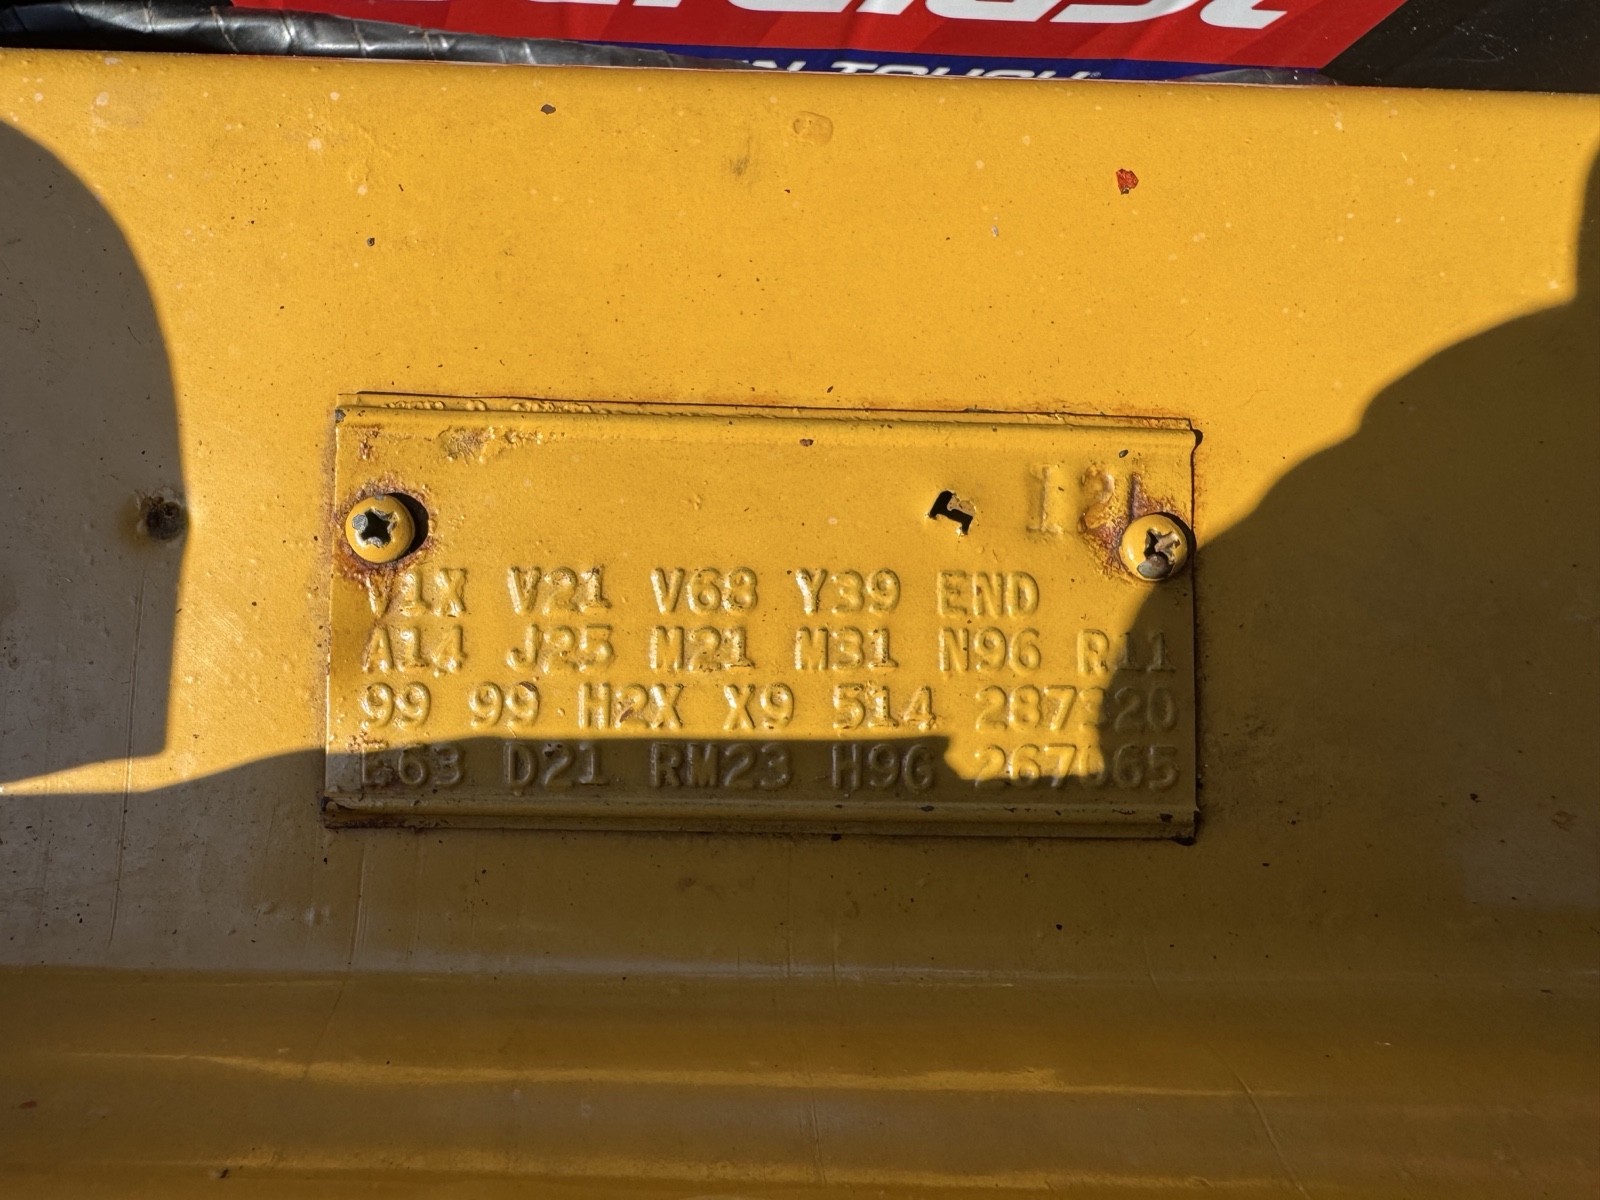 V1X V21 V68 Y39 END
A14 J25 M21 M31 N96 R11
99 99 H2X X9 514 287320
E63 D21 RM23 H9G 267065